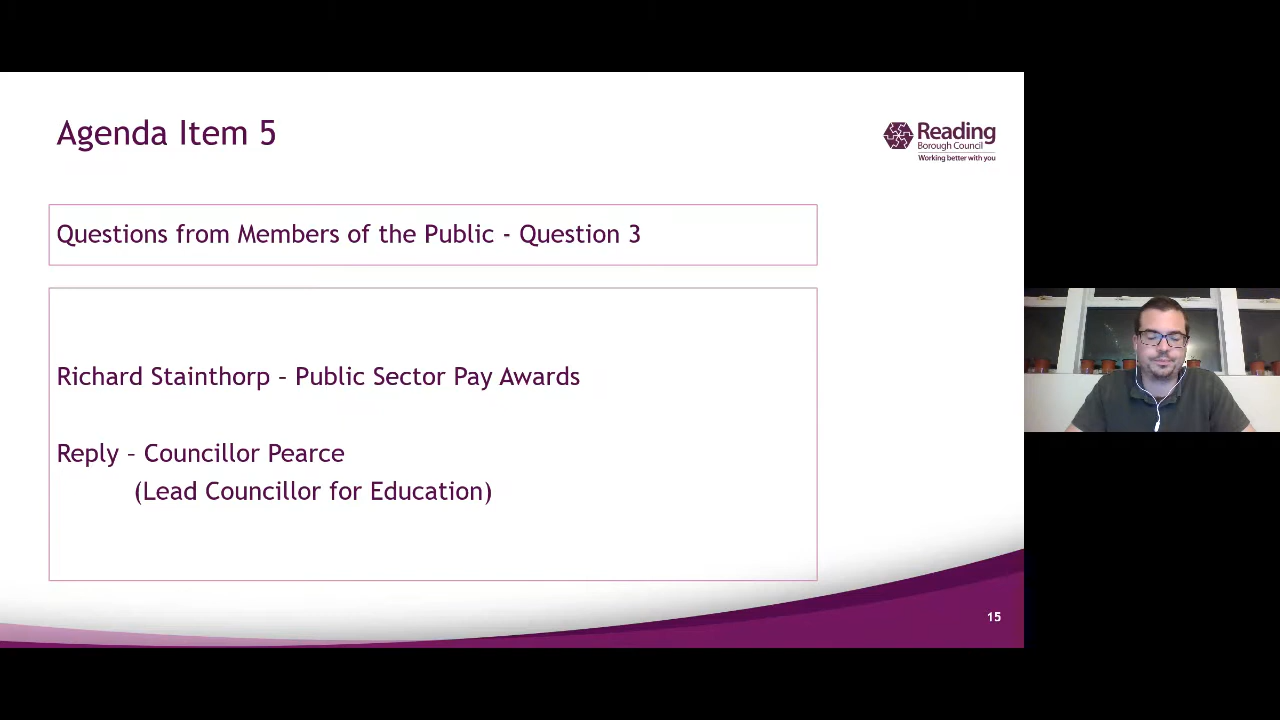 Agenda Item 5
Reading
Borough Council
Working better with you
Questions from Members of the Public - Question 3
Richard Stainthorp – Public Sector Pay Awards
Reply – Councillor Pearce
(Lead Councillor for Education)
15